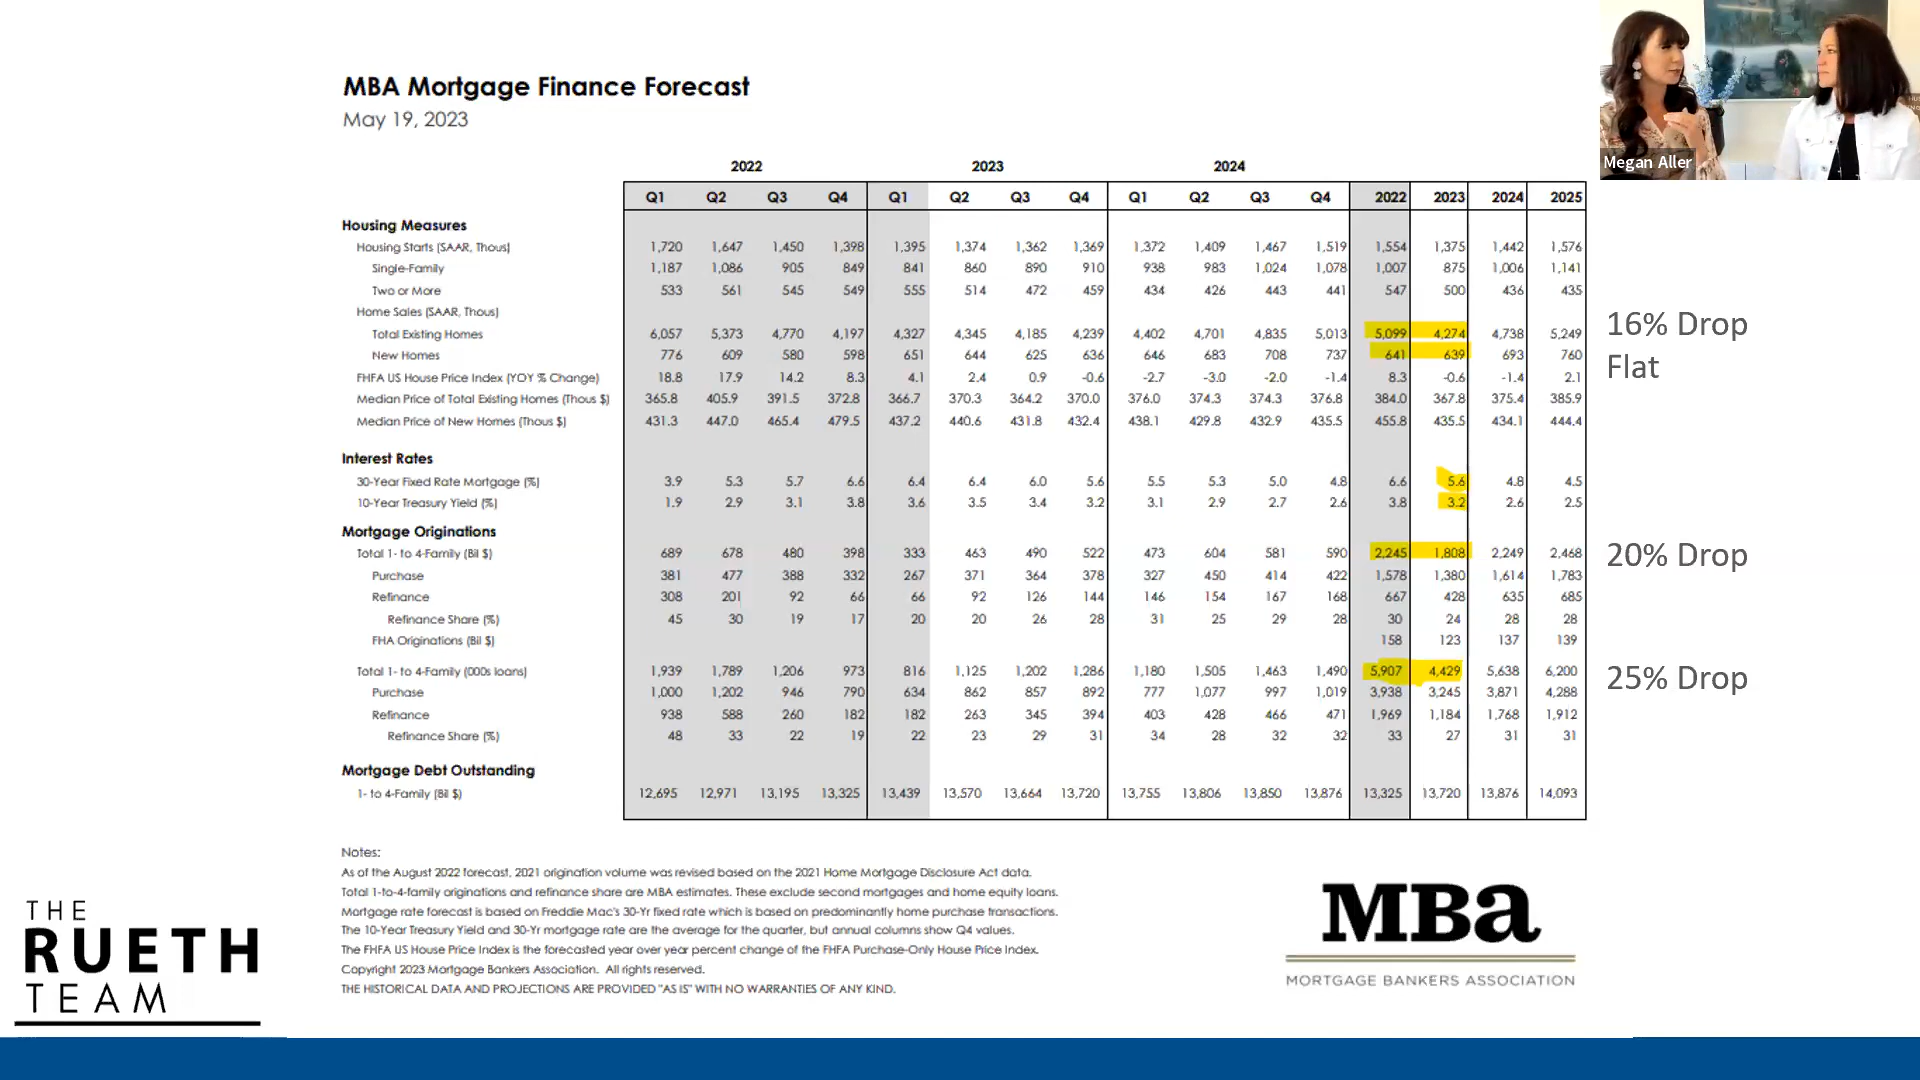 MBA Mortgage Finance Forecast
May 19, 2023
Megan Aller
2022 2023 2024
Q1 Q2 Q3 Q4 Q1 Q2 Q3 Q4 Q1 Q2 Q3 Q4 2022 2023 2024 2025
Housing Measures
Housing Starts (SAAR, Thous) 1,720 1,647 1,450 1,398 1,395 1,374 1,362 1,369 1,372 1,409 1,467 1,519 1,554 1,375 1,442 1,576
Single-Family 1,187 1,086 905 849 841 860 890 910 938 983 1,024 1,078 1,007 875 1,006 1,141
Two or More 533 561 545 549 555 514 472 459 434 426 443 441 547 500 436 435
Home Sales (SAAR, Thous)
Total Existing Homes 6,057 5,373 4,770 4,197 4,327 4,345 4,185 4,239 4,402 4,701 4,835 5,013 5,099 4,274 4,738 5,249
16% Drop
New Homes 776 609 580 598 651 644 625 636 646 683 708 737 641 639 693 760
Flat
FHFA US House Price Index (YOY % Change) 18.8 17.9 14.2 8.3 4.1 2.4 0.9 -0.6 -2.7 -3.0 -2.0 -1.4 8.3 -0.6 -1.4 2.1
Median Price of Total Existing Homes (Thous $) 365.8 405.9 391.5 372.8 366.7 370.3 364.2 370.0 376.0 374.3 374.3 376.8 384.0 367.8 375.4 385.9
Median Price of New Homes (Thous $) 431.3 447.0 465.4 479.5 437.2 440.6 431.8 432.4 438.1 429.8 432.9 435.5 455.8 435.5 434.1 444.4
Interest Rates
30-Year Fixed Rate Mortgage (%) 3.9 5.3 5.7 6.6 6.4 6.4 6.0 5.6 5.5 5.3 5.0 4.8 6.6 5.6 4.8 4.5
10-Year Treasury Yield (%) 1.9 2.9 3.1 3.8 3.6 3.5 3.4 3.2 3.1 2.9 2.7 2.6 3.8 3.2 2.6 2.5
Mortgage Originations
Total 1- to 4-Family (Bil $) 689 678 480 398 333 463 490 522 473 604 581 590 2,245 1,808 2,249 2,468
20% Drop
Purchase 381 477 388 332 267 371 364 378 327 450 414 422 1,578 1,380 1,614 1,783
Refinance 308 201 92 66 66 92 126 144 146 154 167 168 667 428 635 685
Refinance Share (%) 45 30 19 17 20 20 26 28 31 25 29 28 30 24 28 28
FHA Originations (Bil $) 158 123 137 139
Total 1- to 4-Family (000s loans) 1,939 1,789 1,206 973 816 1,125 1,202 1,286 1,180 1,505 1,463 1,490 5,907 4,429 5,638 6,200
25% Drop
Purchase 1,000 1,202 946 790 634 862 857 892 777 1,077 997 1,019 3,938 3,245 3,871 4,288
Refinance 938 588 260 182 182 263 345 394 403 428 466 471 1,969 1,184 1,768 1,912
Refinance Share (%) 48 33 22 19 22 23 29 31 34 28 32 32 33 27 31 31
Mortgage Debt Outstanding
1- to 4-Family (Bil $) 12,695 12,971 13,195 13,325 13,439 13,570 13,664 13,720 13,755 13,806 13,850 13,876 13,325 13,720 13,876 14,093
Notes:
As of the August 2022 forecast, 2021 origination volume was revised based on the 2021 Home Mortgage Disclosure Act data.
Total 1-to-4-family originations and refinance share are MBA estimates. These exclude second mortgages and home equity loans.
Mortgage rate forecast is based on Freddie Mac's 30-Yr fixed rate which is based on predominantly home purchase transactions.
The 10-Year Treasury Yield and 30-Yr mortgage rate are the average for the quarter, but annual columns show Q4 values.
The FHFA US House Price Index is the forecasted year over year percent change of the FHFA Purchase-Only House Price Index.
Copyright 2023 Mortgage Bankers Association. All rights reserved.
THE HISTORICAL DATA AND PROJECTIONS ARE PROVIDED "AS IS" WITH NO WARRANTIES OF ANY KIND.
THE
RUETH
TEAM
MBa
MORTGAGE BANKERS ASSOCIATION